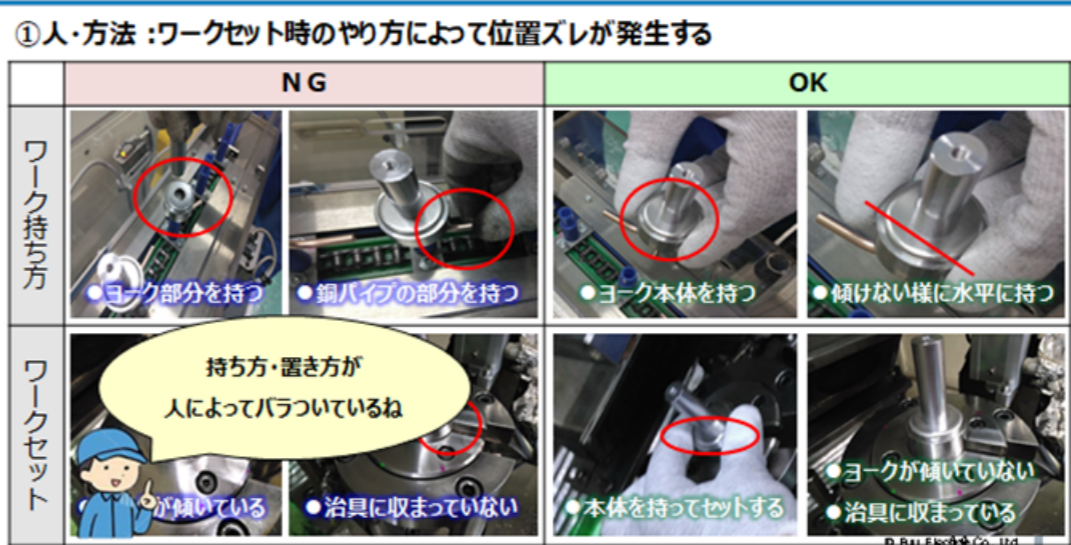 ①人・方法 :ワークセット時のやり方によって位置ズレが発生する
NG
OK
ワーク持ち方
●ヨーク部分を持つ
●銅パイプの部分を持つ
●ヨーク本体を持つ
●傾けない様に水平に持つ
ワークセット
持ち方・置き方が
人によってバラついているね
が傾いている
●治具に収まっていない
●本体を持ってセットする
●ヨークが傾いていない
●治具に収まっている
Co., Ltd.